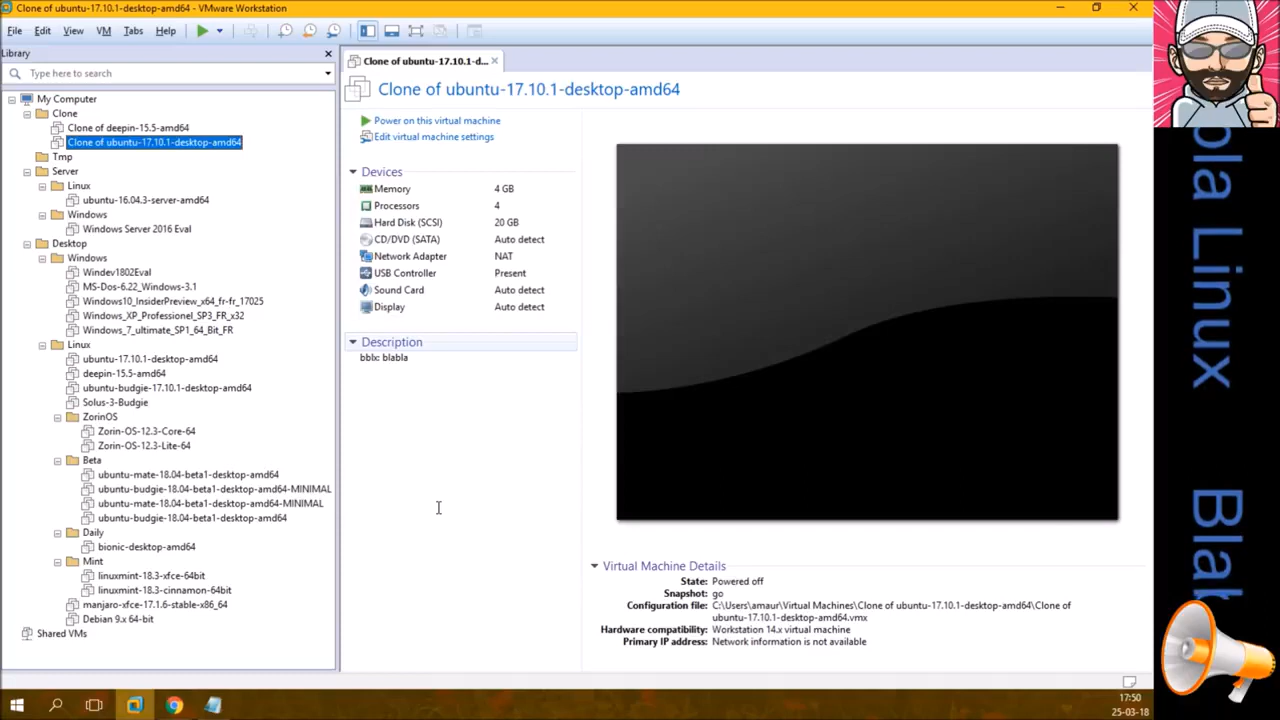 Clone of ubuntu-17.10.1-desktop-amd64 - VMware Workstation
File Edit View VM Tabs Help
Library
Type here to search
My Computer
Clone
Clone of deepin-15.5-amd64
Clone of ubuntu-17.10.1-desktop-amd64
Tmp
Server
Linux
ubuntu-16.04.3-server-amd64
Windows
Windows Server 2016 Eval
Desktop
Windows
Windev1802Eval
MS-Dos-6.22_Windows-3.1
Windows10_InsiderPreview_x64_fr-fr_17025
Windows_XP_Professionel_SP3_FR_x32
Windows_7_ultimate_SP1_64_Bit_FR
Linux
ubuntu-17.10.1-desktop-amd64
deepin-15.5-amd64
ubuntu-budgie-17.10.1-desktop-amd64
Solus-3-Budgie
ZorinOS
Zorin-OS-12.3-Core-64
Zorin-OS-12.3-Lite-64
Beta
ubuntu-mate-18.04-beta1-desktop-amd64
ubuntu-budgie-18.04-beta1-desktop-amd64-MINIMAL
ubuntu-mate-18.04-beta1-desktop-amd64-MINIMAL
ubuntu-budgie-18.04-beta1-desktop-amd64
Daily
bionic-desktop-amd64
Mint
linuxmint-18.3-xfce-64bit
linuxmint-18.3-cinnamon-64bit
manjaro-xfce-17.1.6-stable-x86_64
Debian 9.x 64-bit
Shared VMs
Clone of ubuntu-17.10.1-d...
Clone of ubuntu-17.10.1-desktop-amd64
Power on this virtual machine
Edit virtual machine settings
Devices
Memory 4 GB
Processors 4
Hard Disk (SCSI) 20 GB
CD/DVD (SATA) Auto detect
Network Adapter NAT
USB Controller Present
Sound Card Auto detect
Display Auto detect
Description
bblx: blabla
Virtual Machine Details
State: Powered off
Snapshot: go
Configuration file: C:\Users\amaur\Virtual Machines\Clone of ubuntu-17.10.1-desktop-amd64\Clone of
ubuntu-17.10.1-desktop-amd64.vmx
Hardware compatibility: Workstation 14.x virtual machine
Primary IP address: Network information is not available
17:50
25-03-18
Linux